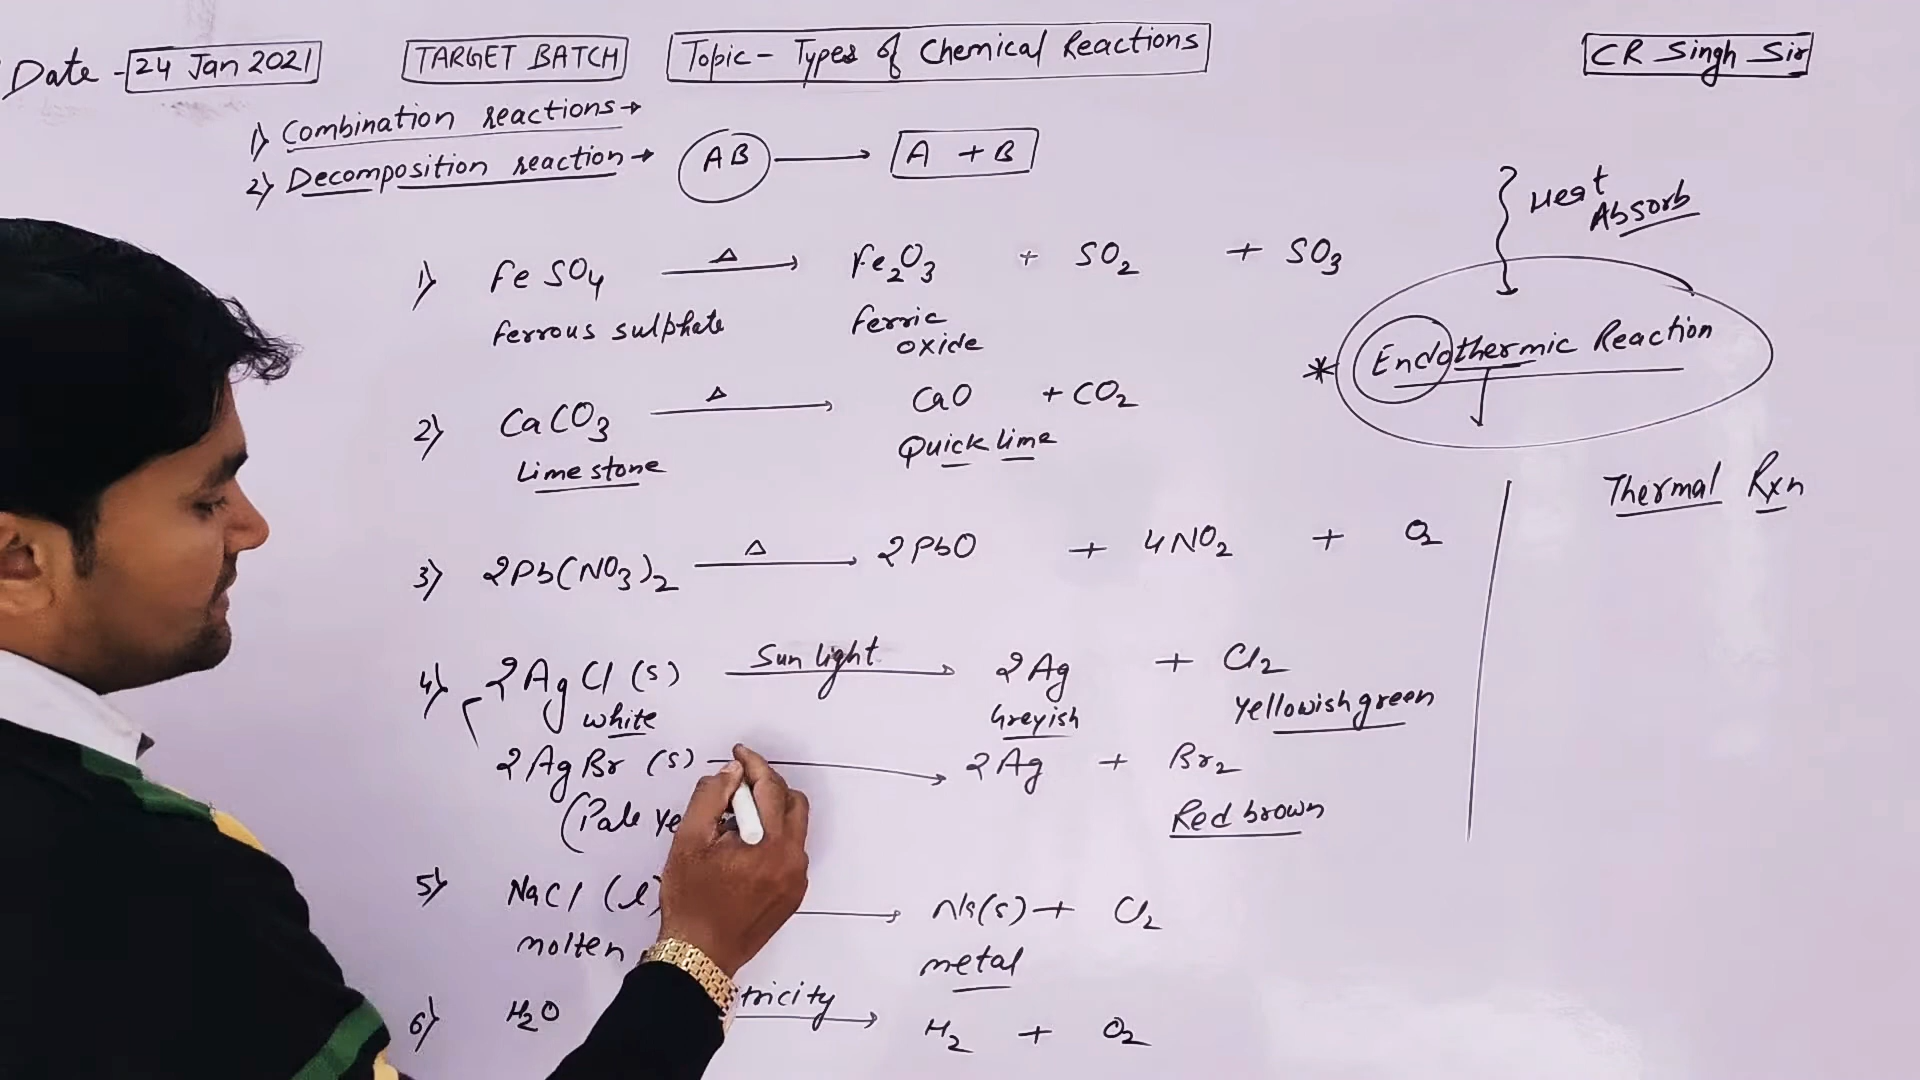 Date - 24 Jan 2021 TARGET BATCH Topic - Types of Chemical Reactions CR Singh Sir
1) Combination reactions →
2) Decomposition reaction → AB → A + B
Heat
Absorb
1) FeSO4 Δ → Fe2O3 + SO2 + SO3
ferrous sulphate ferric
oxide
* Endothermic Reaction
2) CaCO3 Δ → CaO + CO2
Lime stone Quick lime
Thermal Rxn
3) 2Pb(NO3)2 Δ → 2PbO + 4NO2 + O2
4) 2AgCl (s) Sun light → 2Ag + Cl2
white Greyish Yellowish green
2AgBr (s) → 2Ag + Br2
(Pale Red brown
5) NaCl (l) → Na(s) + Cl2
molten metal
6) H2O tricity → H2 + O2